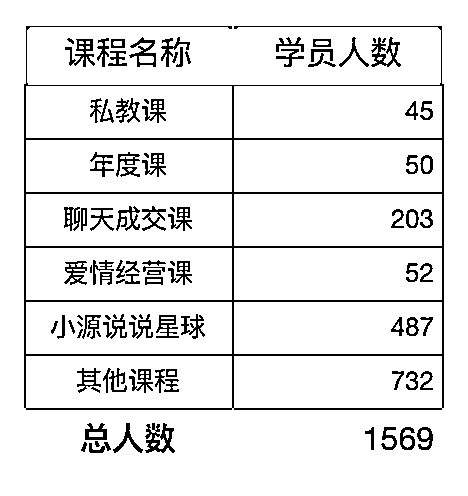 课程名称 学员人数
私教课 45
年度课 50
聊天成交课 203
爱情经营课 52
小源说说星球 487
其他课程 732
总人数 1569